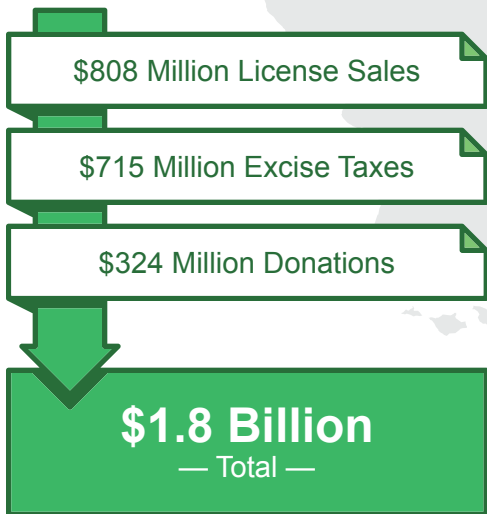 $808 Million License Sales
$715 Million Excise Taxes
$324 Million Donations
$1.8 Billion
— Total —